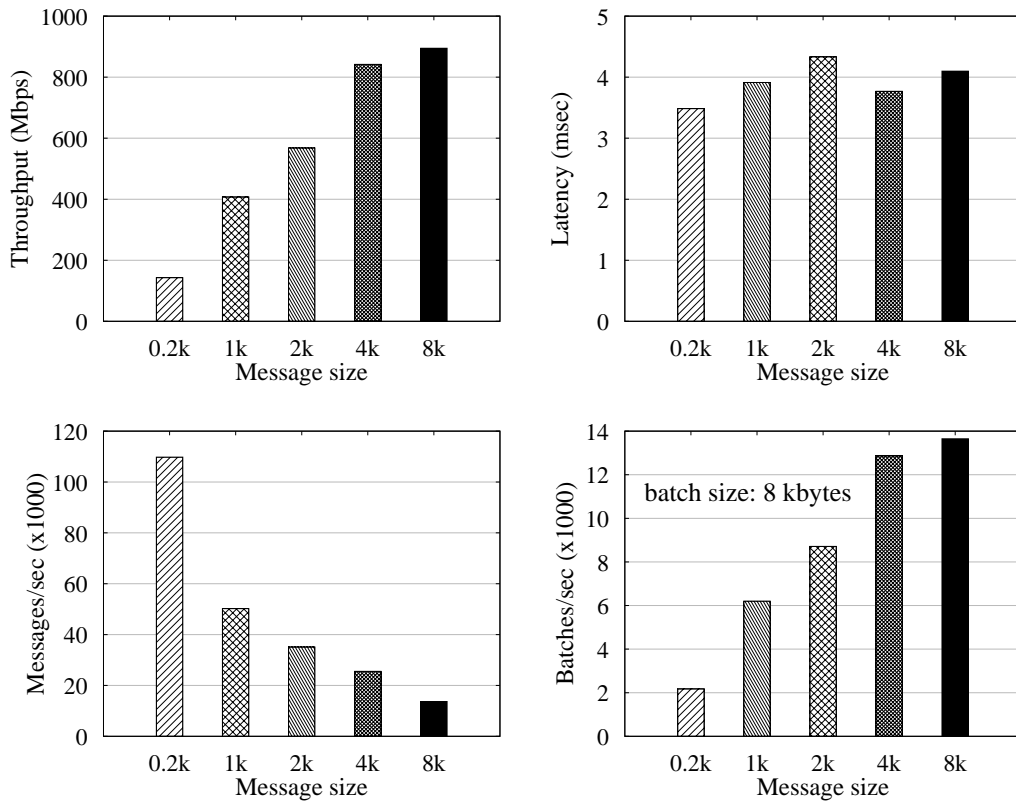 Throughput (Mbps)
1000
800
600
400
200
0
0.2k 1k 2k 4k 8k
Message size
Latency (msec)
5
4
3
2
1
0
0.2k 1k 2k 4k 8k
Message size
Messages/sec (x1000)
120
100
80
60
40
20
0
0.2k 1k 2k 4k 8k
Message size
Batches/sec (x1000)
14
12
10
8
6
4
2
0
batch size: 8 kbytes
0.2k 1k 2k 4k 8k
Message size